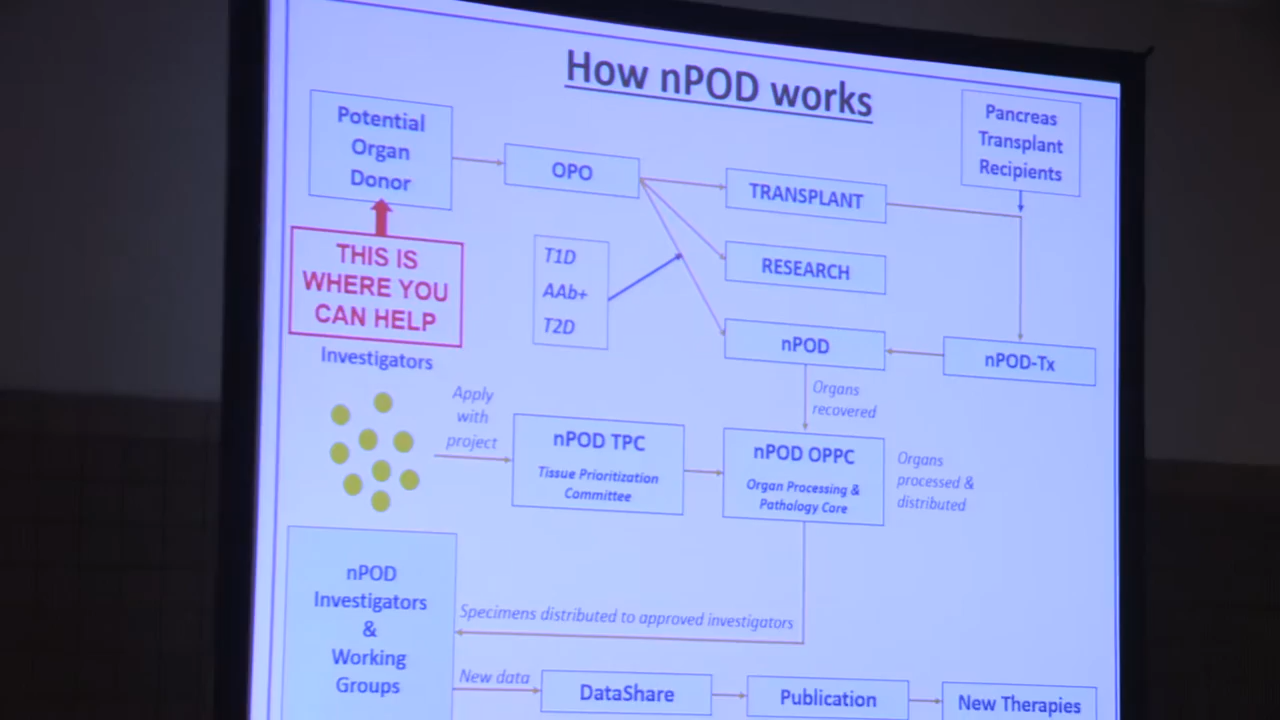 How nPOD works
Potential
Organ
Donor
OPO
TRANSPLANT
Pancreas
Transplant
Recipients
THIS IS
WHERE YOU
CAN HELP
T1D
AAb+
T2D
RESEARCH
nPOD
nPOD-Tx
Investigators
Apply
with
project
Organs
recovered
nPOD TPC
Tissue Prioritization
Committee
nPOD OPPC
Organ Processing &
Pathology Core
Organs
processed &
distributed
nPOD
Investigators
&
Working
Groups
Specimens distributed to approved investigators
New data
DataShare
Publication
New Therapies